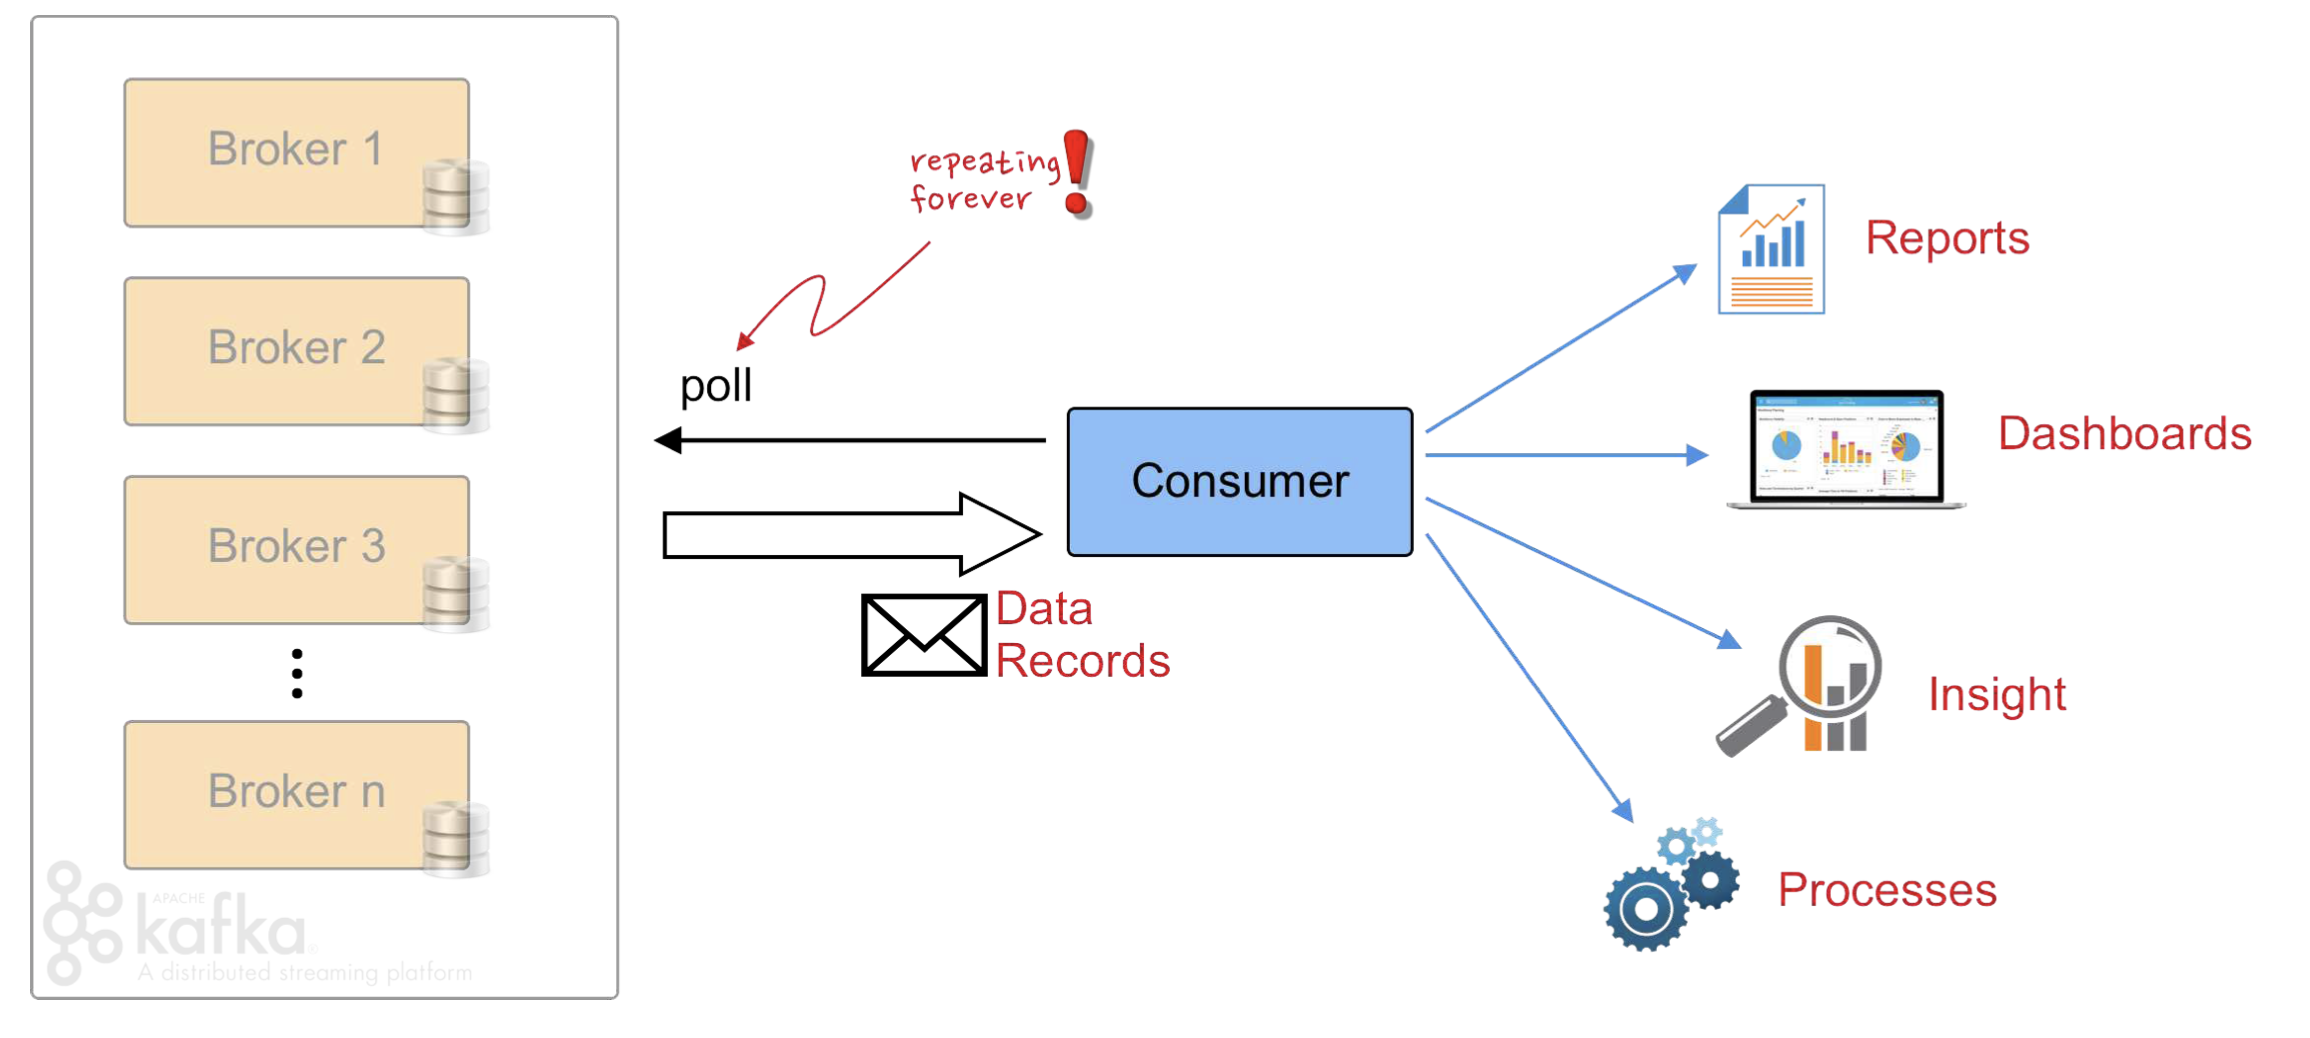 Broker 1
Broker 2
Broker 3
Broker n
APACHE
kafka
A distributed streaming platform
repeating
forever
poll
Consumer
Data
Records
Reports
Dashboards
Insight
Processes